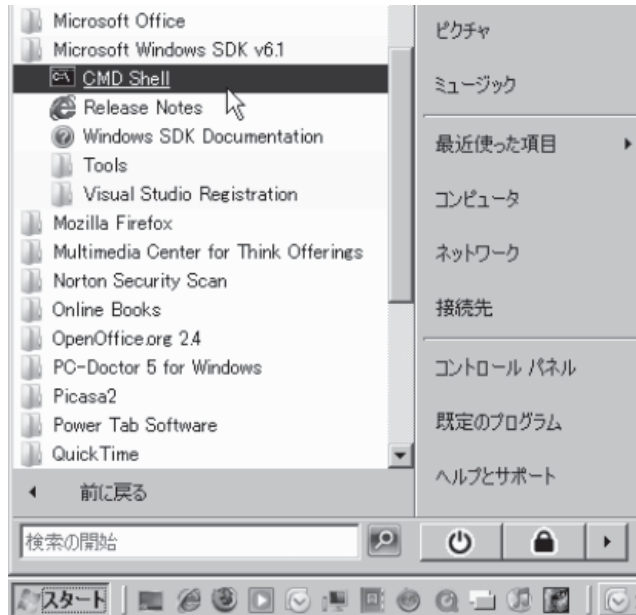 Microsoft Office
Microsoft Windows SDK v6.1
CMD Shell
Release Notes
Windows SDK Documentation
Tools
Visual Studio Registration
Mozilla Firefox
Multimedia Center for Think Offerings
Norton Security Scan
Online Books
OpenOffice.org 2.4
PC-Doctor 5 for Windows
Picasa2
Power Tab Software
QuickTime
前に戻る
検索の開始
ピクチャ
ミュージック
最近使った項目
コンピュータ
ネットワーク
接続先
コントロール パネル
既定のプログラム
ヘルプとサポート
スタート